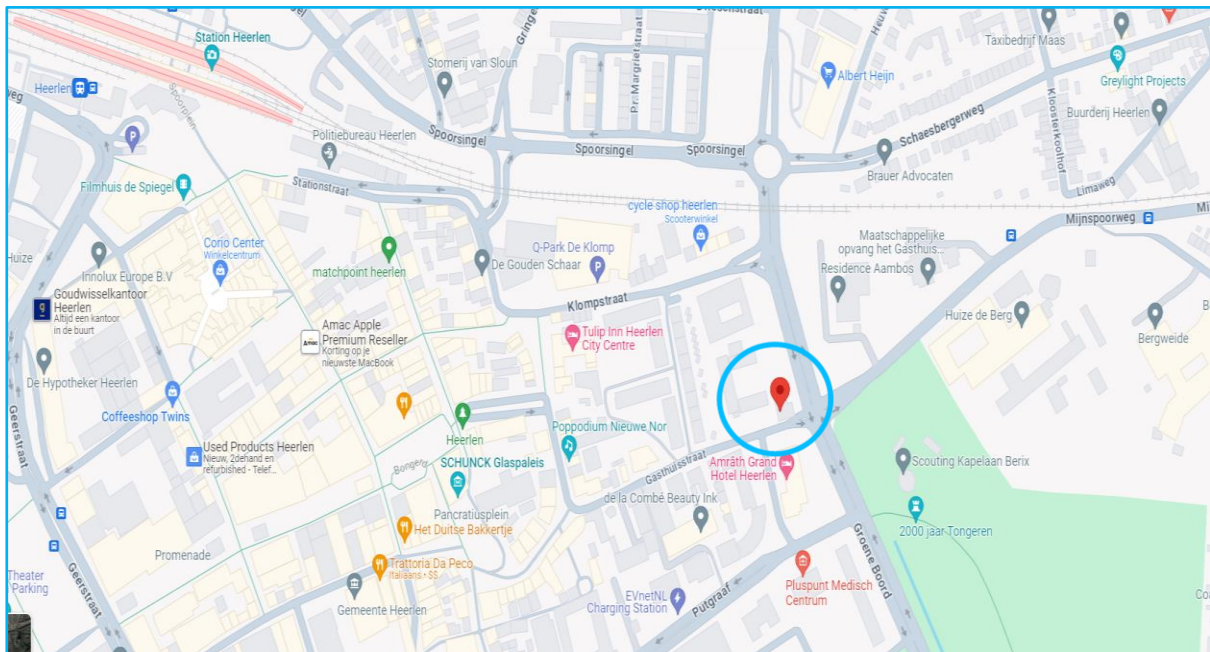 Station Heerlen
Gringel
Stomerij van Sloun
Pr. Margrietstraat
Taxibedrijf Maas
Albert Heijn
Greylight Projects
Heerlen
Spoorplein
Buurderij Heerlen
Schaesbergerweg
Kloosterkoolhof
Politiebureau Heerlen
Spoorsingel
Spoorsingel
Spoorsingel
P
Brauer Advocaten
Stationstraat
Limaweg
Filmhuis de Spiegel
cycle shop heerlen
Scooterwinkel
Mijnspoorweg
Mi
Huize
Corio Center
Winkelcentrum
Q-Park De Klomp
P
Maatschappelijke
opvang het Gasthuis...
Innolux Europe B.V
matchpoint heerlen
De Gouden Schaar
Residence Aambos
Goudwisselkantoor
Heerlen
Altijd een kantoor
in de buurt
Klompstraat
Huize de Berg
Amac Apple
Premium Reseller
Korting op je
nieuwste MacBook
Tulip Inn Heerlen
City Centre
Bergweide
De Hypotheker Heerlen
Coffeeshop Twins
Geerstraat
Heerlen
Poppodium Nieuwe Nor
Used Products Heerlen
Nieuw, 2dehand en
refurbished - Telef...
Bongerd
SCHUNCK Glaspaleis
Gasthuisstraat
Amrâth Grand
Hotel Heerlen
Scouting Kapelaan Berix
de la Combé Beauty Ink
Pancratiusplein
Het Duitse Bakkertje
2000 jaar Tongeren
Promenade
Groene Boord
Trattoria Da Peco
Italiaans • $$
Theater
Parking
Geerstraat
Pluspunt Medisch
Centrum
EVnetNL
Charging Station
Putgraaf
Gemeente Heerlen